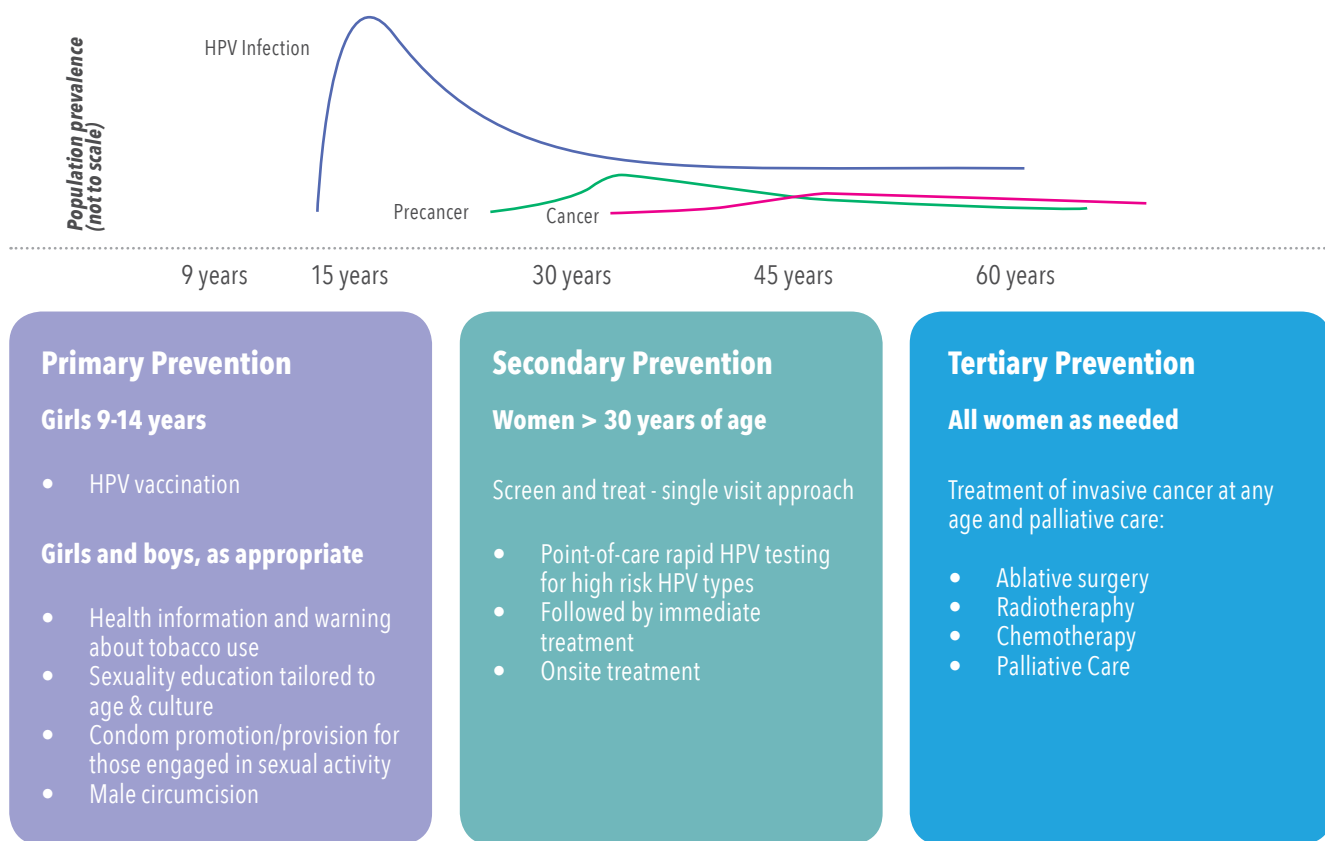 Population prevalence
(not to scale)
HPV Infection
Precancer
Cancer
9 years
15 years
30 years
45 years
60 years
Primary Prevention
Girls 9-14 years
• HPV vaccination
Girls and boys, as appropriate
• Health information and warning
about tobacco use
• Sexuality education tailored to
age & culture
• Condom promotion/provision for
those engaged in sexual activity
• Male circumcision
Secondary Prevention
Women > 30 years of age
Screen and treat - single visit approach
• Point-of-care rapid HPV testing
for high risk HPV types
• Followed by immediate
treatment
• Onsite treatment
Tertiary Prevention
All women as needed
Treatment of invasive cancer at any
age and palliative care:
• Ablative surgery
• Radiotheraphy
• Chemotherapy
• Palliative Care